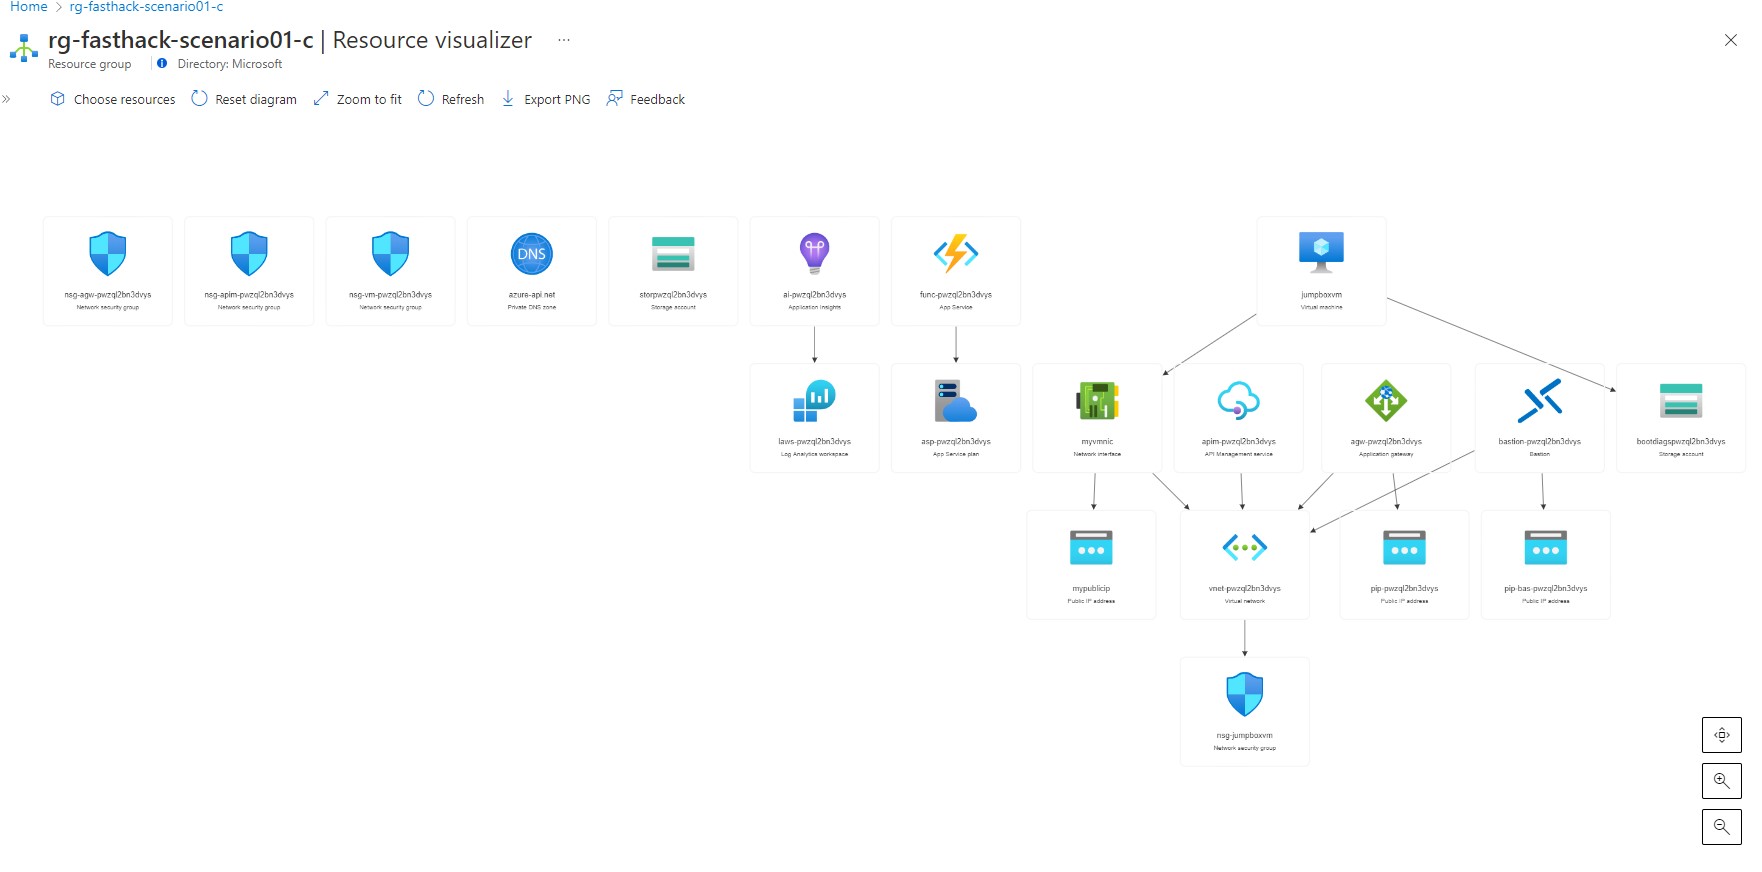 Home > rg-fasthack-scenario01-c
rg-fasthack-scenario01-c | Resource visualizer ...
Resource group Directory: Microsoft
Choose resources Reset diagram Zoom to fit Refresh Export PNG Feedback
nsg-agw-pwzql2bn3dvys
Network security group
nsg-apim-pwzql2bn3dvys
Network security group
nsg-vm-pwzql2bn3dvys
Network security group
DNS
azure-api.net
Private DNS zone
storpwzql2bn3dvys
Storage account
ai-pwzql2bn3dvys
Application Insights
func-pwzql2bn3dvys
App Service
jumpboxvm
Virtual machine
laws-pwzql2bn3dvys
Log Analytics workspace
asp-pwzql2bn3dvys
App Service plan
myvmnic
Network interface
apim-pwzql2bn3dvys
API Management service
agw-pwzql2bn3dvys
Application gateway
bastion-pwzql2bn3dvys
Bastion
bootdiagspwzql2bn3dvys
Storage account
mypublicip
Public IP address
vnet-pwzql2bn3dvys
Virtual network
pip-pwzql2bn3dvys
Public IP address
pip-bas-pwzql2bn3dvys
Public IP address
nsg-jumpboxvm
Network security group